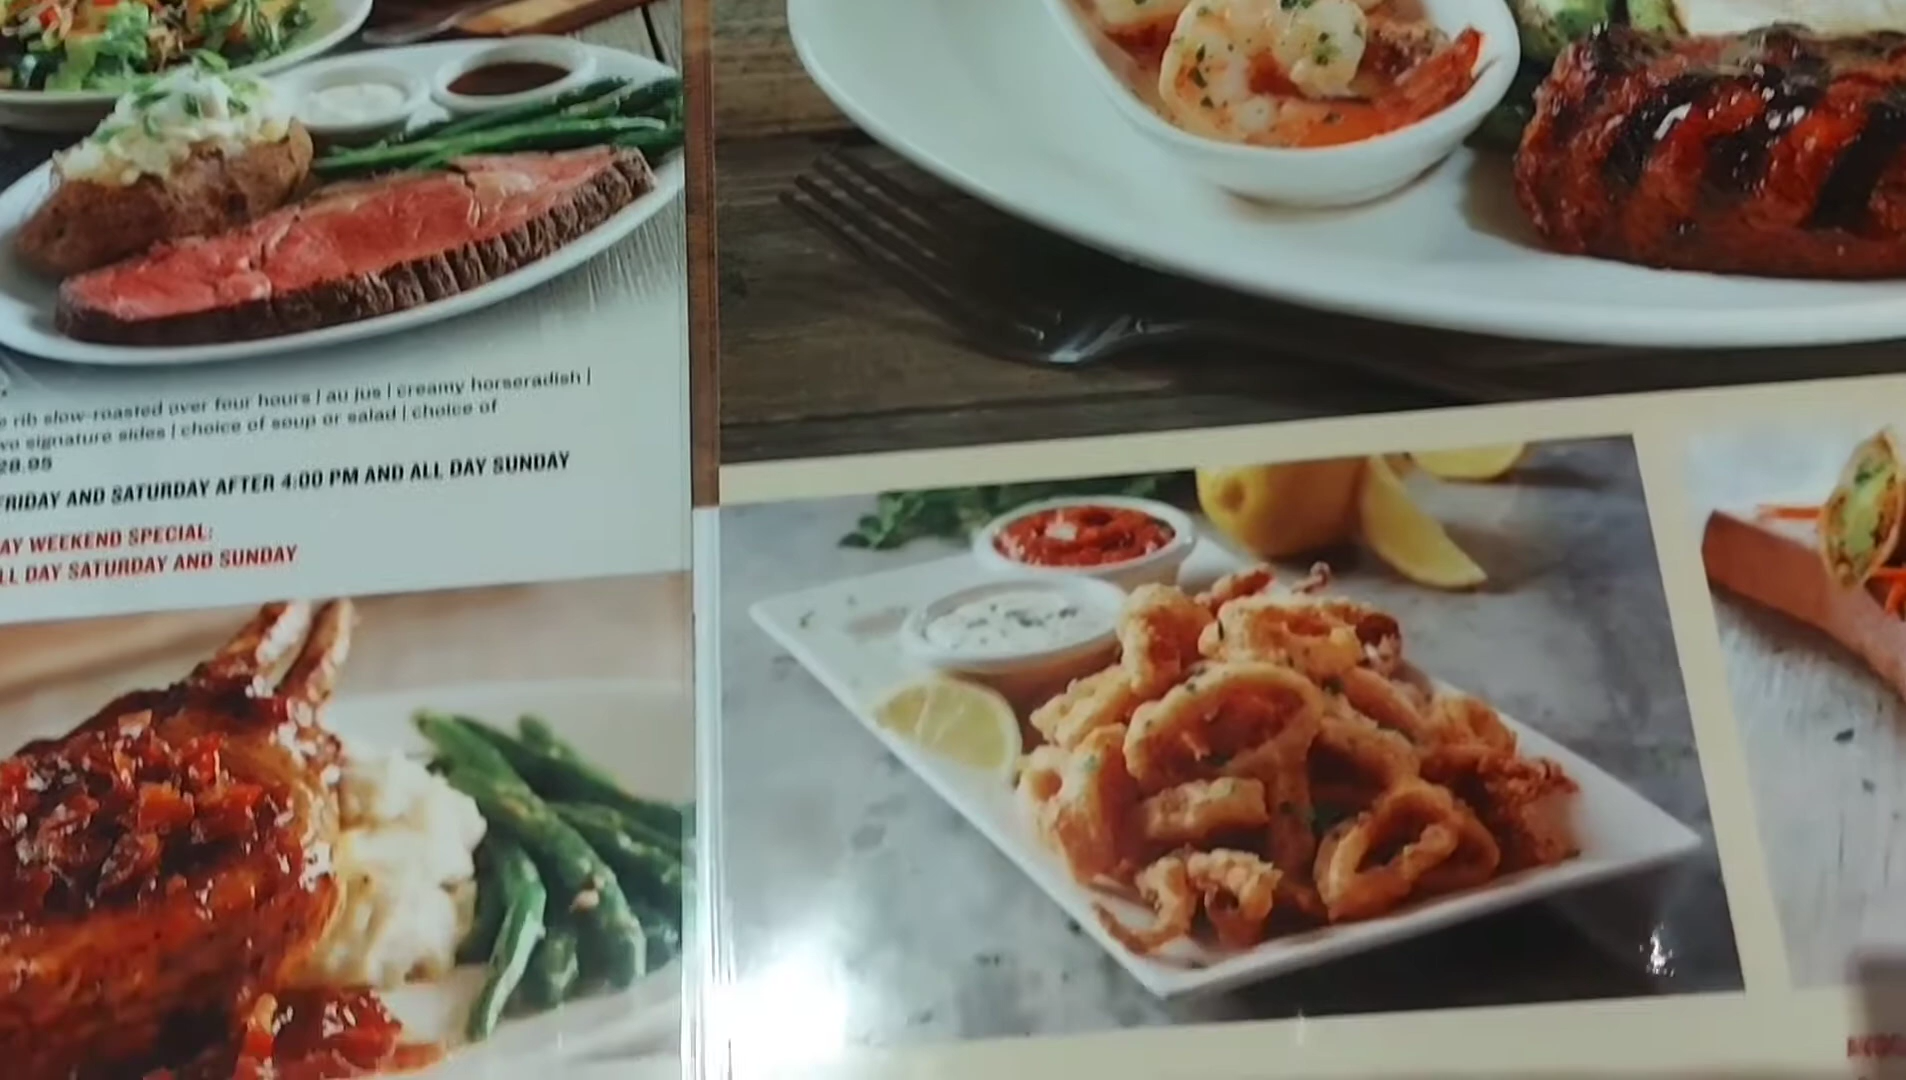 rib slow-roasted over four hours | au jus | creamy horseradish |
signature sides | choice of soup or salad | choice of
28.95
FRIDAY AND SATURDAY AFTER 4:00 PM AND ALL DAY SUNDAY
AY WEEKEND SPECIAL:
LL DAY SATURDAY AND SUNDAY